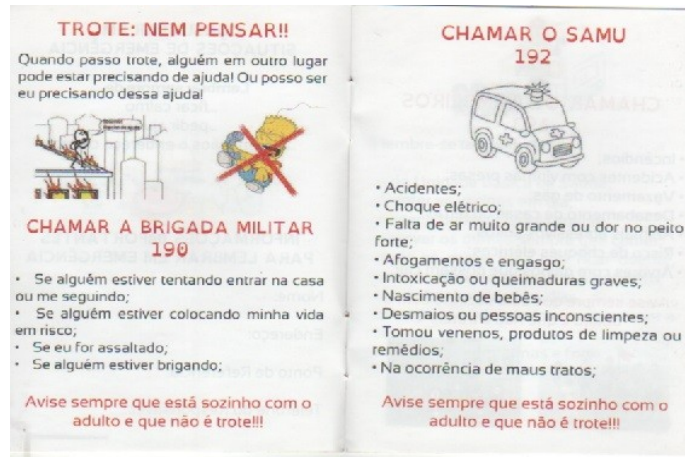 TROTE: NEM PENSAR!!
Quando passo trote, alguém em outro lugar
pode estar precisando de ajuda! Ou posso ser
eu precisando dessa ajuda!
CHAMAR A BRIGADA MILITAR
190
• Se alguém estiver tentando entrar na casa
ou me seguindo;
• Se alguém estiver colocando minha vida
em risco;
• Se eu for assaltado;
• Se alguém estiver brigando;
Avise sempre que está sozinho com o
adulto e que não é trote!!!
CHAMAR O SAMU
192
• Acidentes;
• Choque elétrico;
• Falta de ar muito grande ou dor no peito
forte;
• Afogamentos e engasgo;
• Intoxicação ou queimaduras graves;
• Nascimento de bebês;
• Desmaios ou pessoas inconscientes;
• Tomou venenos, produtos de limpeza ou
remédios;
• Na ocorrência de maus tratos;
Avise sempre que está sozinho com o
adulto e que não é trote!!!